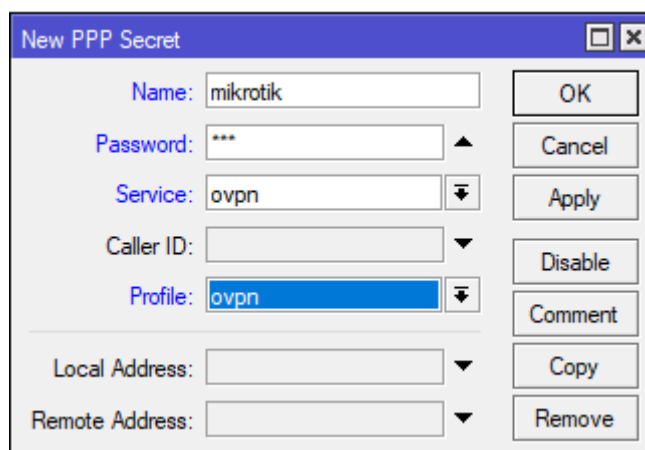 New PPP Secret
Name: mikrotik
OK
Password: ***
Cancel
Service: ovpn
Apply
Caller ID:
Disable
Profile: ovpn
Comment
Local Address:
Copy
Remote Address:
Remove